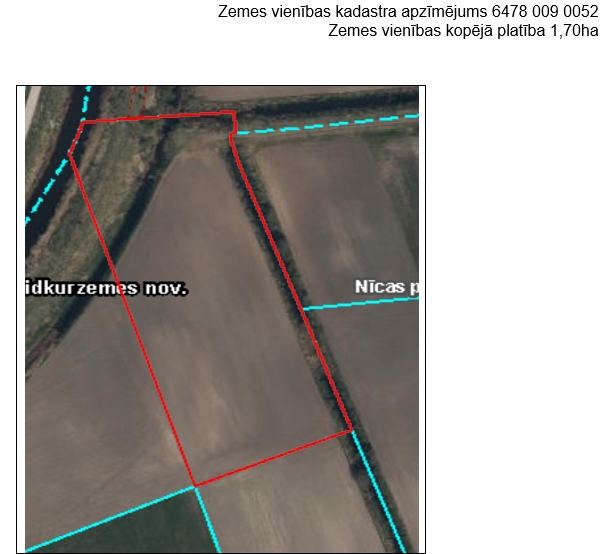 Zemes vienības kadastra apzīmējums 6478 009 0052
Zemes vienības kopējā platība 1,70ha
idkurzemes nov.
Nīcas p